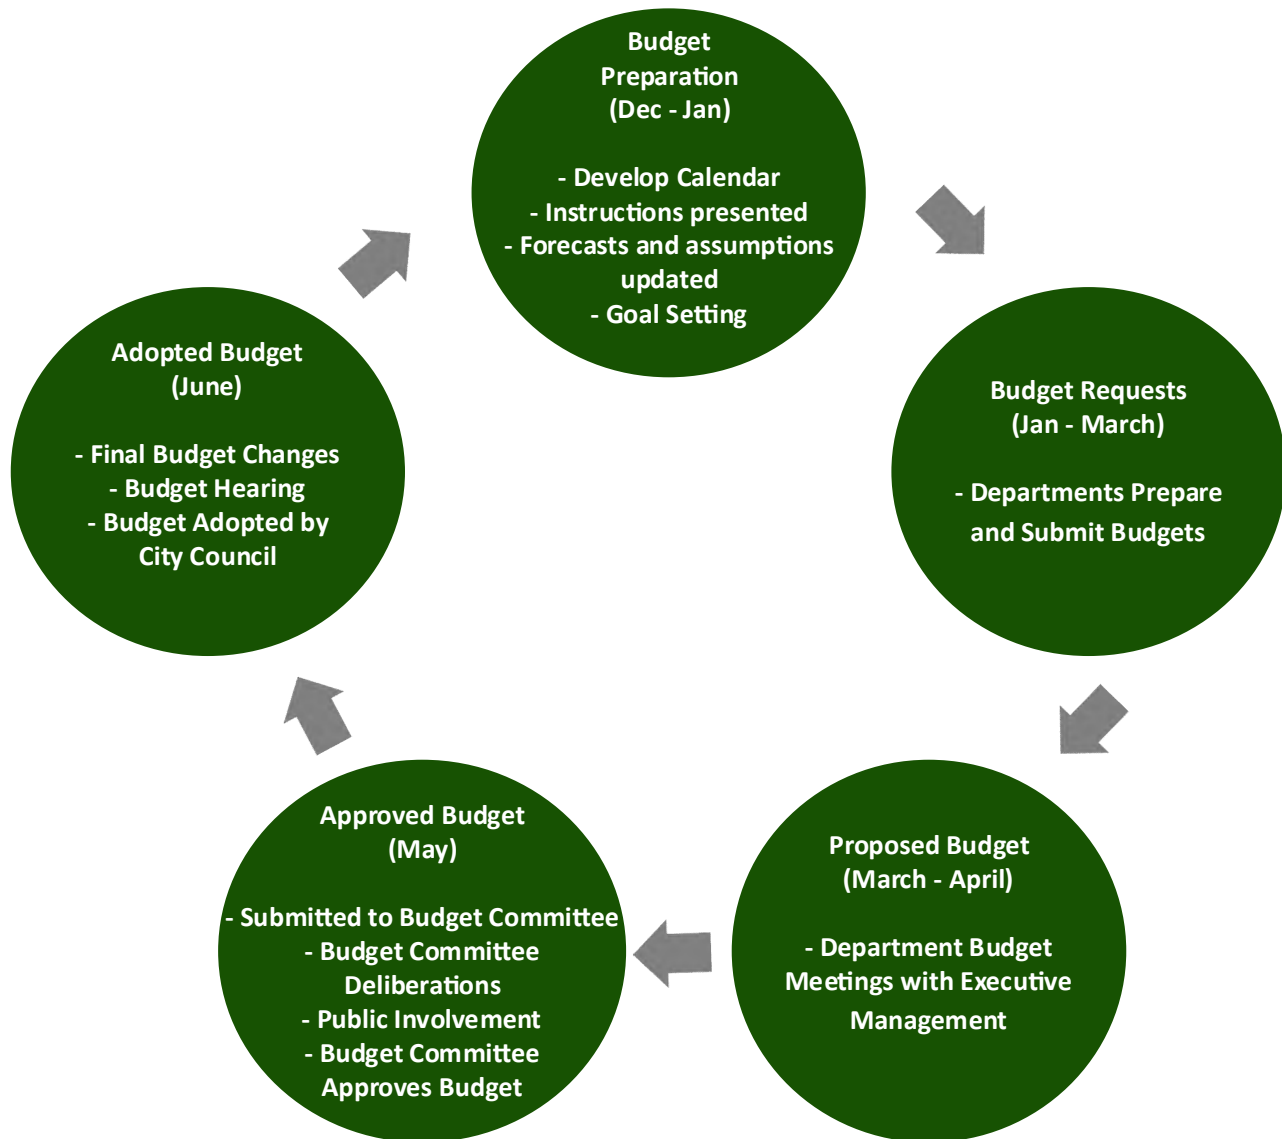 Budget
Preparation
(Dec - Jan)
- Develop Calendar
- Instructions presented
- Forecasts and assumptions
updated
- Goal Setting
Budget Requests
(Jan - March)
- Departments Prepare
and Submit Budgets
Proposed Budget
(March - April)
- Department Budget
Meetings with Executive
Management
Approved Budget
(May)
- Submitted to Budget Committee
- Budget Committee
Deliberations
- Public Involvement
- Budget Committee
Approves Budget
Adopted Budget
(June)
- Final Budget Changes
- Budget Hearing
- Budget Adopted by
City Council